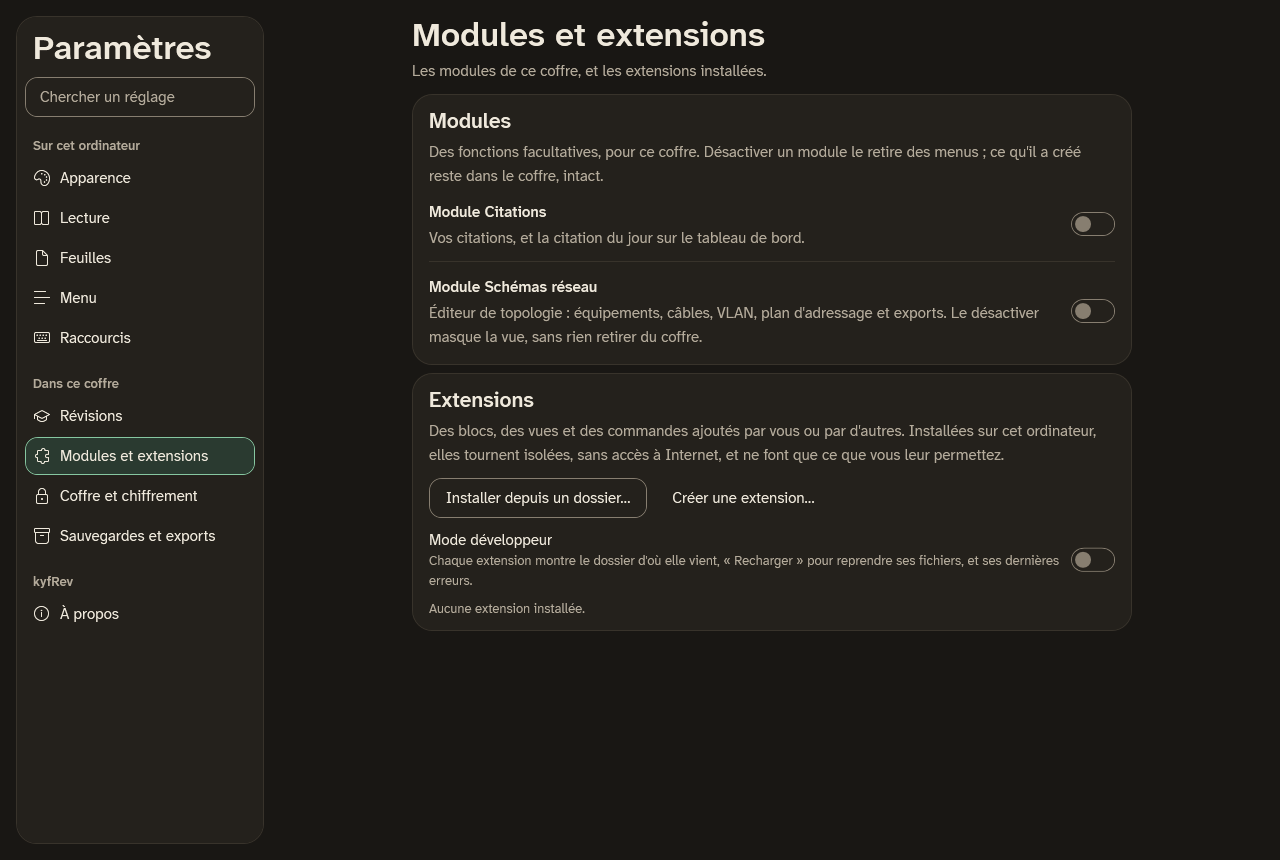 Paramètres
Chercher un réglage
Sur cet ordinateur
Apparence
Lecture
Feuilles
Menu
Raccourcis
Dans ce coffre
Révisions
Modules et extensions
Coffre et chiffrement
Sauvegardes et exports
kyfRev
À propos
Modules et extensions
Les modules de ce coffre, et les extensions installées.
Modules
Des fonctions facultatives, pour ce coffre. Désactiver un module le retire des menus ; ce qu'il a créé
reste dans le coffre, intact.
Module Citations
Vos citations, et la citation du jour sur le tableau de bord.
Module Schémas réseau
Éditeur de topologie : équipements, câbles, VLAN, plan d'adressage et exports. Le désactiver
masque la vue, sans rien retirer du coffre.
Extensions
Des blocs, des vues et des commandes ajoutés par vous ou par d'autres. Installées sur cet ordinateur,
elles tournent isolées, sans accès à Internet, et ne font que ce que vous leur permettez.
Installer depuis un dossier…
Créer une extension…
Mode développeur
Chaque extension montre le dossier d'où elle vient, « Recharger » pour reprendre ses fichiers, et ses dernières
erreurs.
Aucune extension installée.